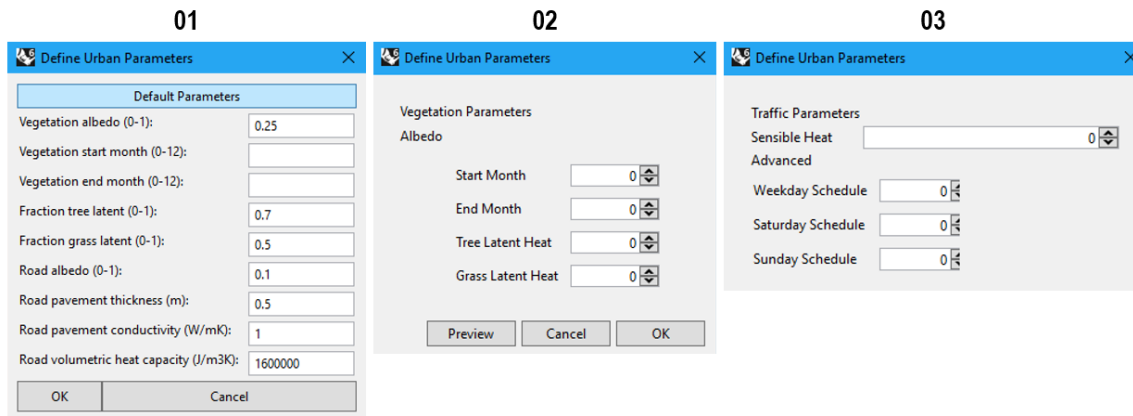 01
Define Urban Parameters
Default Parameters
Vegetation albedo (0-1): 0.25
Vegetation start month (0-12):
Vegetation end month (0-12):
Fraction tree latent (0-1): 0.7
Fraction grass latent (0-1): 0.5
Road albedo (0-1): 0.1
Road pavement thickness (m): 0.5
Road pavement conductivity (W/mK): 1
Road volumetric heat capacity (J/m3K): 1600000
OK Cancel
02
Define Urban Parameters
Vegetation Parameters
Albedo
Start Month 0
End Month 0
Tree Latent Heat 0
Grass Latent Heat 0
Preview Cancel OK
03
Define Urban Parameters
Traffic Parameters
Sensible Heat 0
Advanced
Weekday Schedule 0
Saturday Schedule 0
Sunday Schedule 0